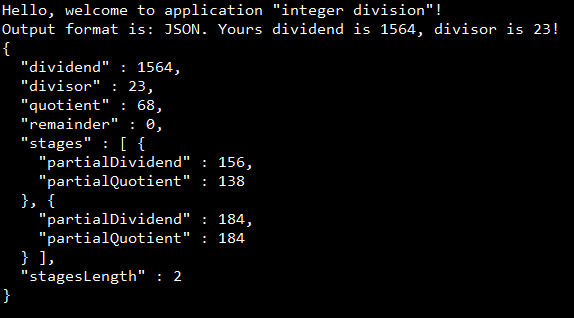 Hello, welcome to application "integer division"!
Output format is: JSON. Yours dividend is 1564, divisor is 23!
{
  "dividend" : 1564,
  "divisor" : 23,
  "quotient" : 68,
  "remainder" : 0,
  "stages" : [ {
    "partialDividend" : 156,
    "partialQuotient" : 138
  }, {
    "partialDividend" : 184,
    "partialQuotient" : 184
  } ],
  "stagesLength" : 2
}